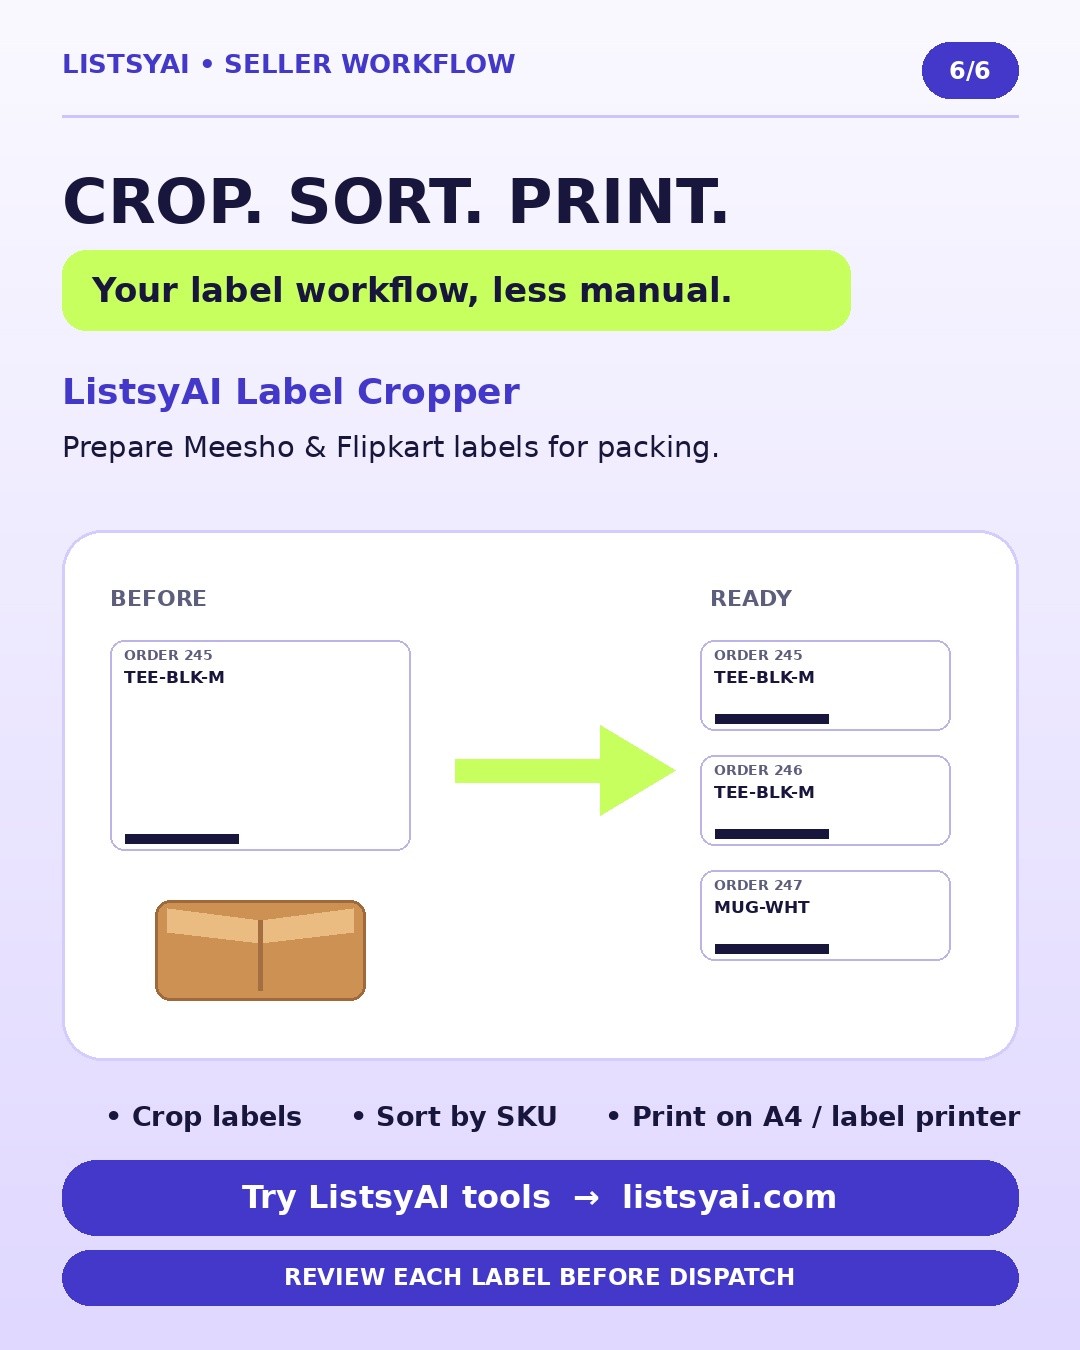 LISTSYAI • SELLER WORKFLOW
6/6
CROP. SORT. PRINT.
Your label workflow, less manual.
ListsyAI Label Cropper
Prepare Meesho & Flipkart labels for packing.
BEFORE
ORDER 245
TEE-BLK-M
READY
ORDER 245
TEE-BLK-M
ORDER 246
TEE-BLK-M
ORDER 247
MUG-WHT
• Crop labels • Sort by SKU • Print on A4 / label printer
Try ListsyAI tools → listsyai.com
REVIEW EACH LABEL BEFORE DISPATCH